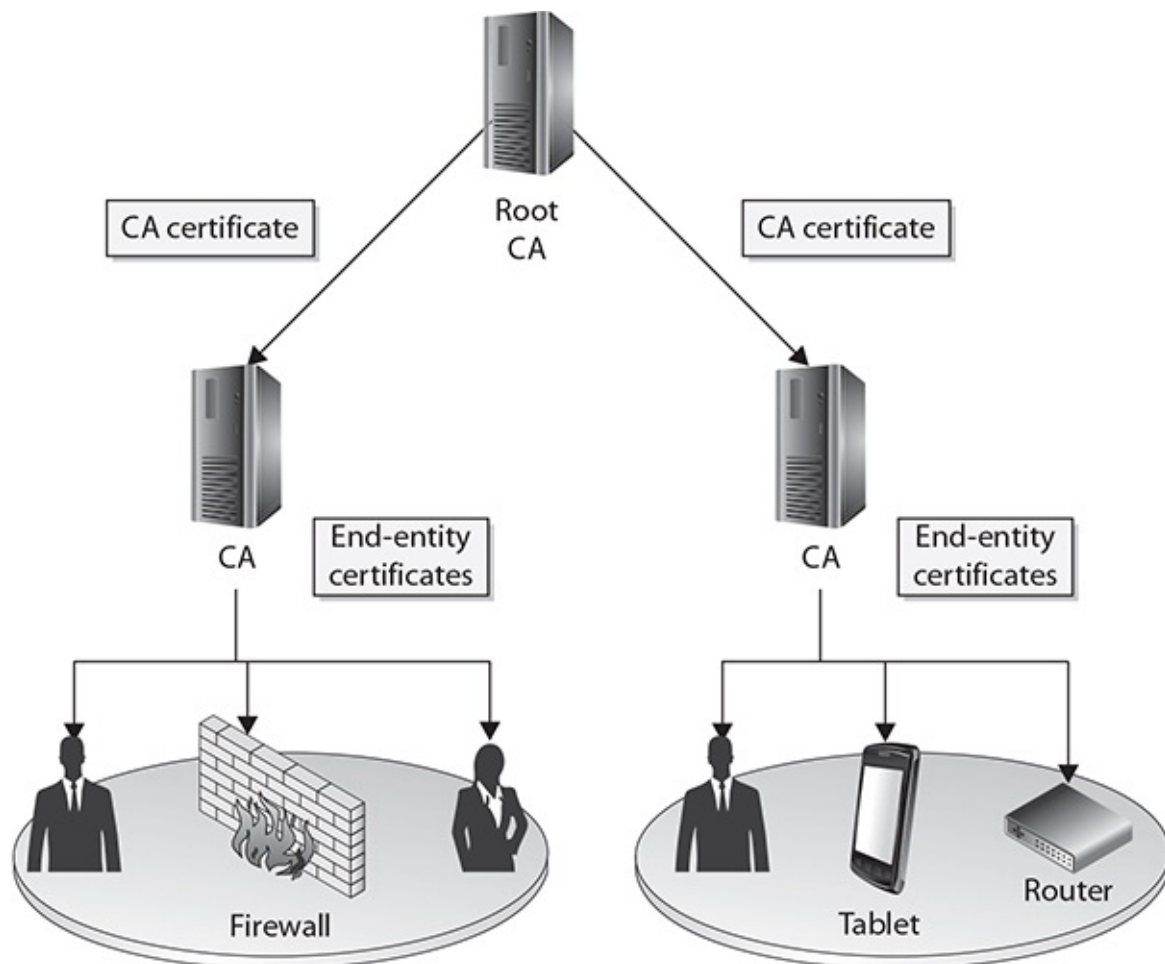 Root
CA
CA certificate
CA certificate
CA
End-entity
certificates
CA
End-entity
certificates
Firewall
Tablet
Router